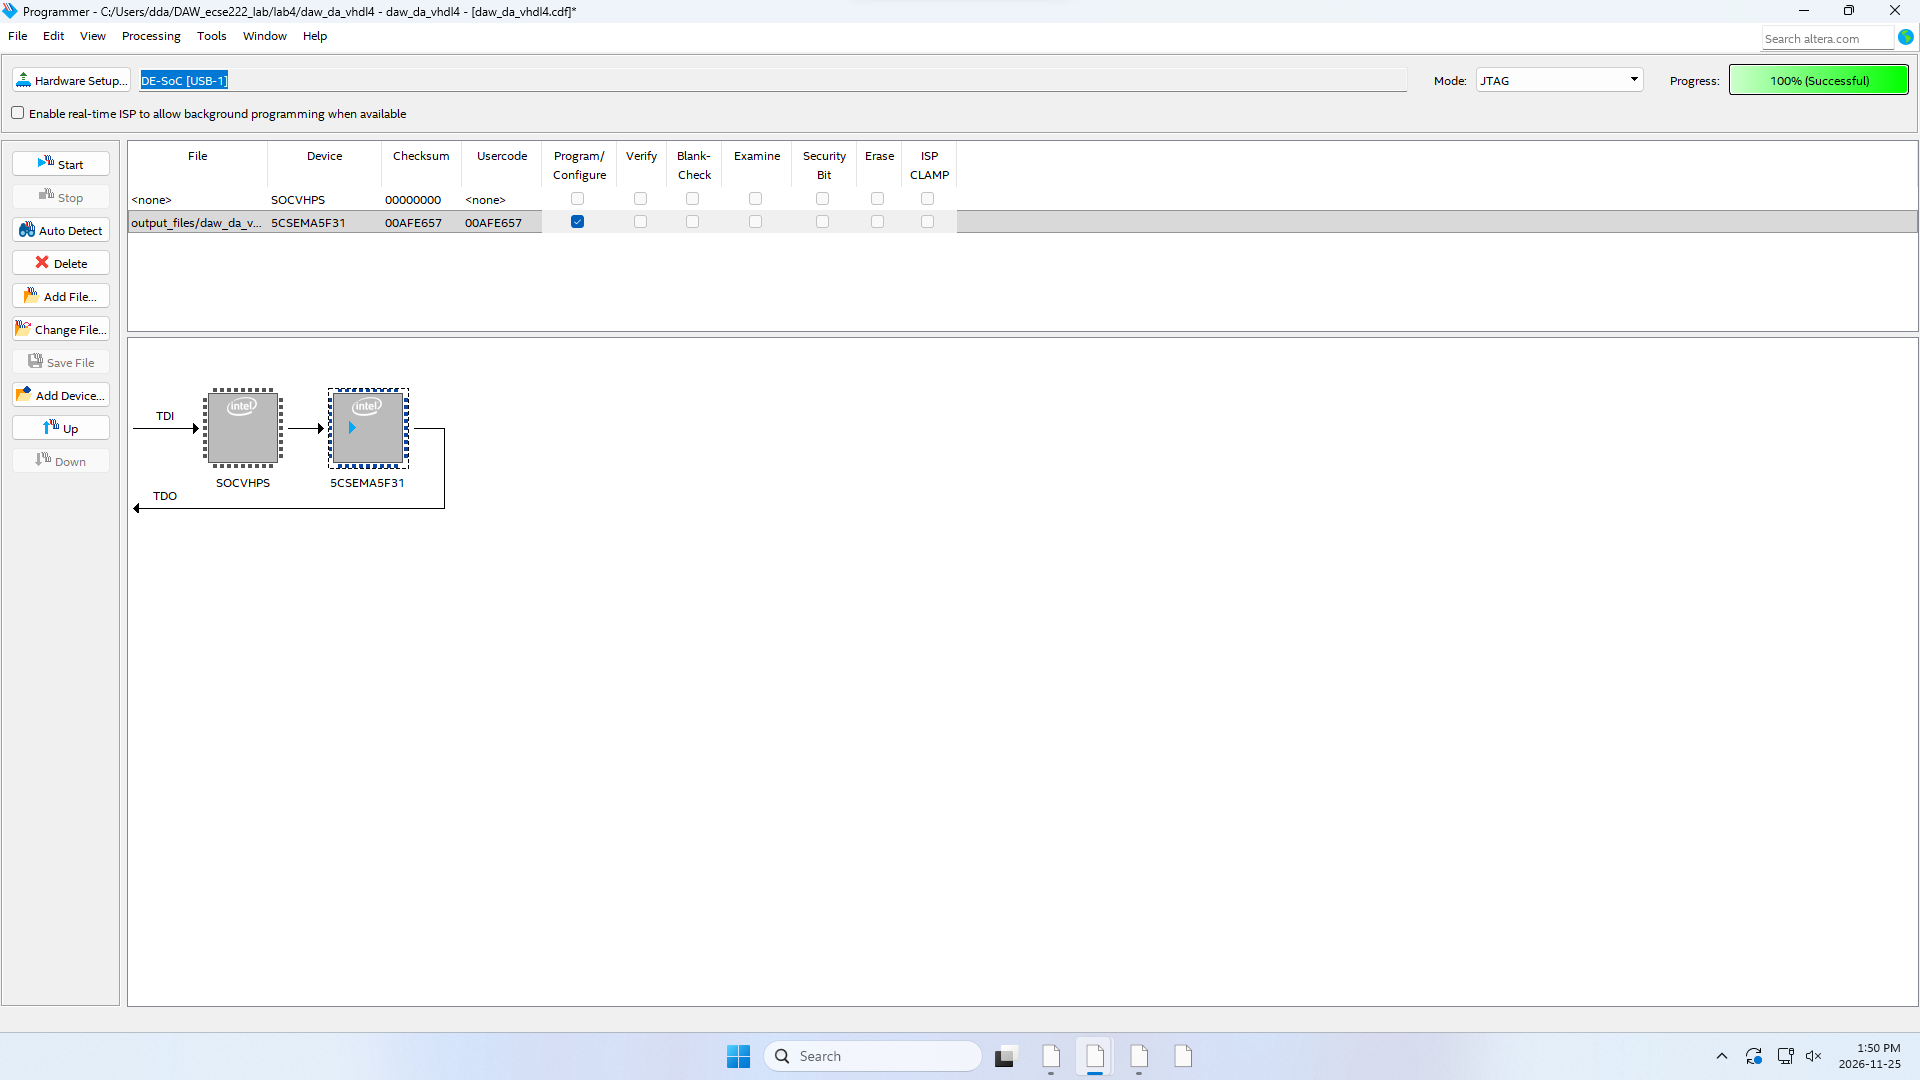 Programmer - C:/Users/dda/DAW_ecse222_lab/lab4/daw_da_vhdl4 - daw_da_vhdl4 - [daw_da_vhdl4.cdf]*
File Edit View Processing Tools Window Help
Search altera.com
Hardware Setup... DE-SoC [USB-1] Mode: JTAG Progress: 100% (Successful)
Enable real-time ISP to allow background programming when available
Start
Stop
Auto Detect
Delete
Add File...
Change File...
Save File
Add Device...
Up
Down
File Device Checksum Usercode Program/ Configure Verify Blank- Check Examine Security Bit Erase ISP CLAMP
<none> SOCVHPS 00000000 <none>
output_files/daw_da_v... 5CSEMA5F31 00AFE657 00AFE657
TDI
intel
intel
SOCVHPS
5CSEMA5F31
TDO
Search
1:50 PM
2026-11-25